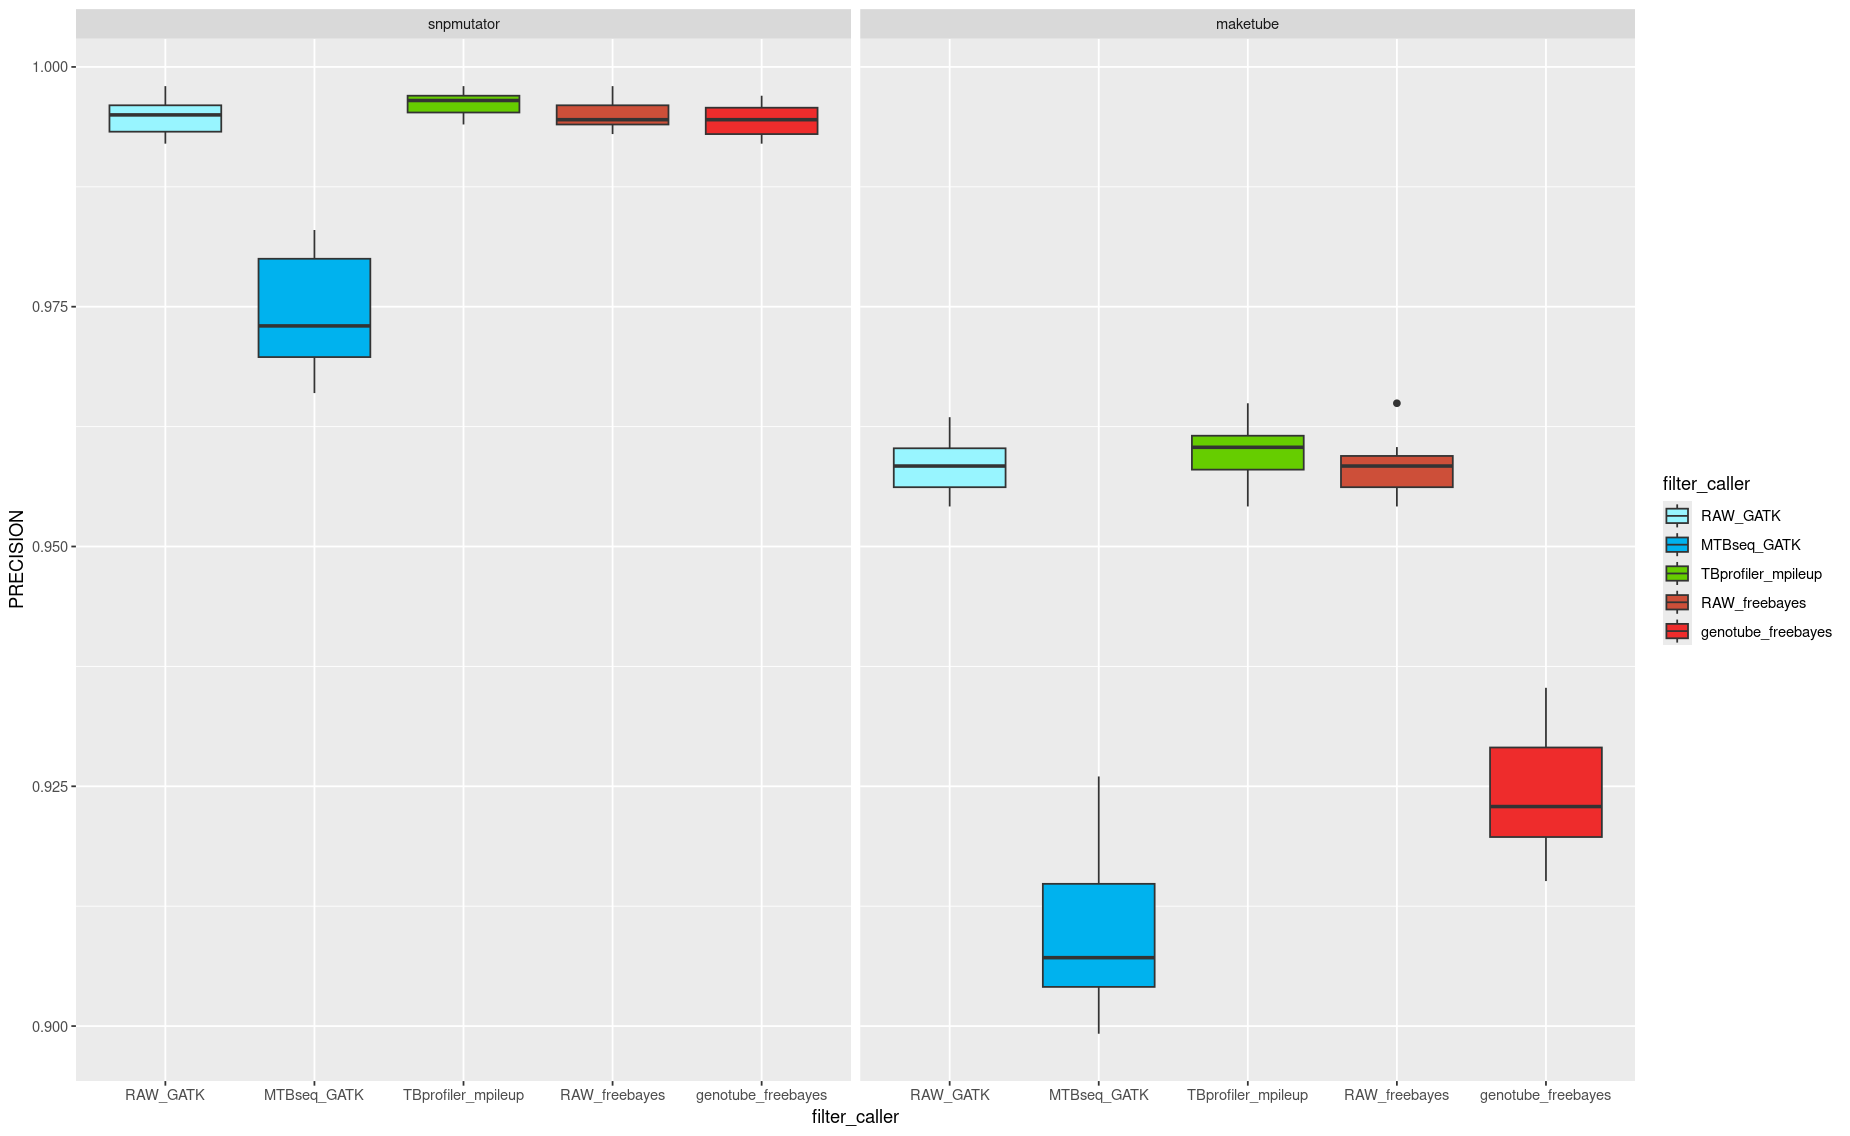 snpmutator
maketube
1.000
0.975
0.950
0.925
0.900
PRECISION
RAW_GATK
MTBseq_GATK
TBprofiler_mpileup
RAW_freebayes
genotube_freebayes
RAW_GATK
MTBseq_GATK
TBprofiler_mpileup
RAW_freebayes
genotube_freebayes
filter_caller
filter_caller
RAW_GATK
MTBseq_GATK
TBprofiler_mpileup
RAW_freebayes
genotube_freebayes